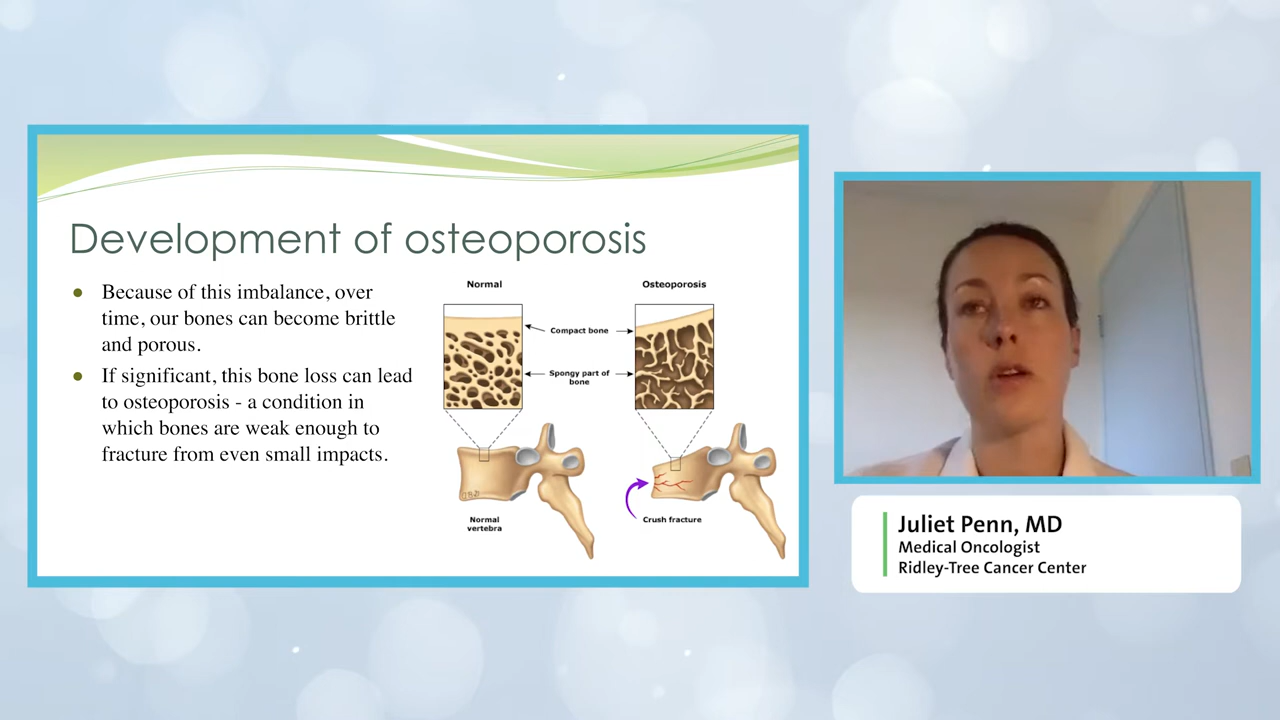 Development of osteoporosis
● Because of this imbalance, over
time, our bones can become brittle
and porous.
● If significant, this bone loss can lead
to osteoporosis - a condition in
which bones are weak enough to
fracture from even small impacts.
Normal
Osteoporosis
Compact bone
Spongy part of
bone
Normal
vertebra
Crush fracture
Juliet Penn, MD
Medical Oncologist
Ridley-Tree Cancer Center